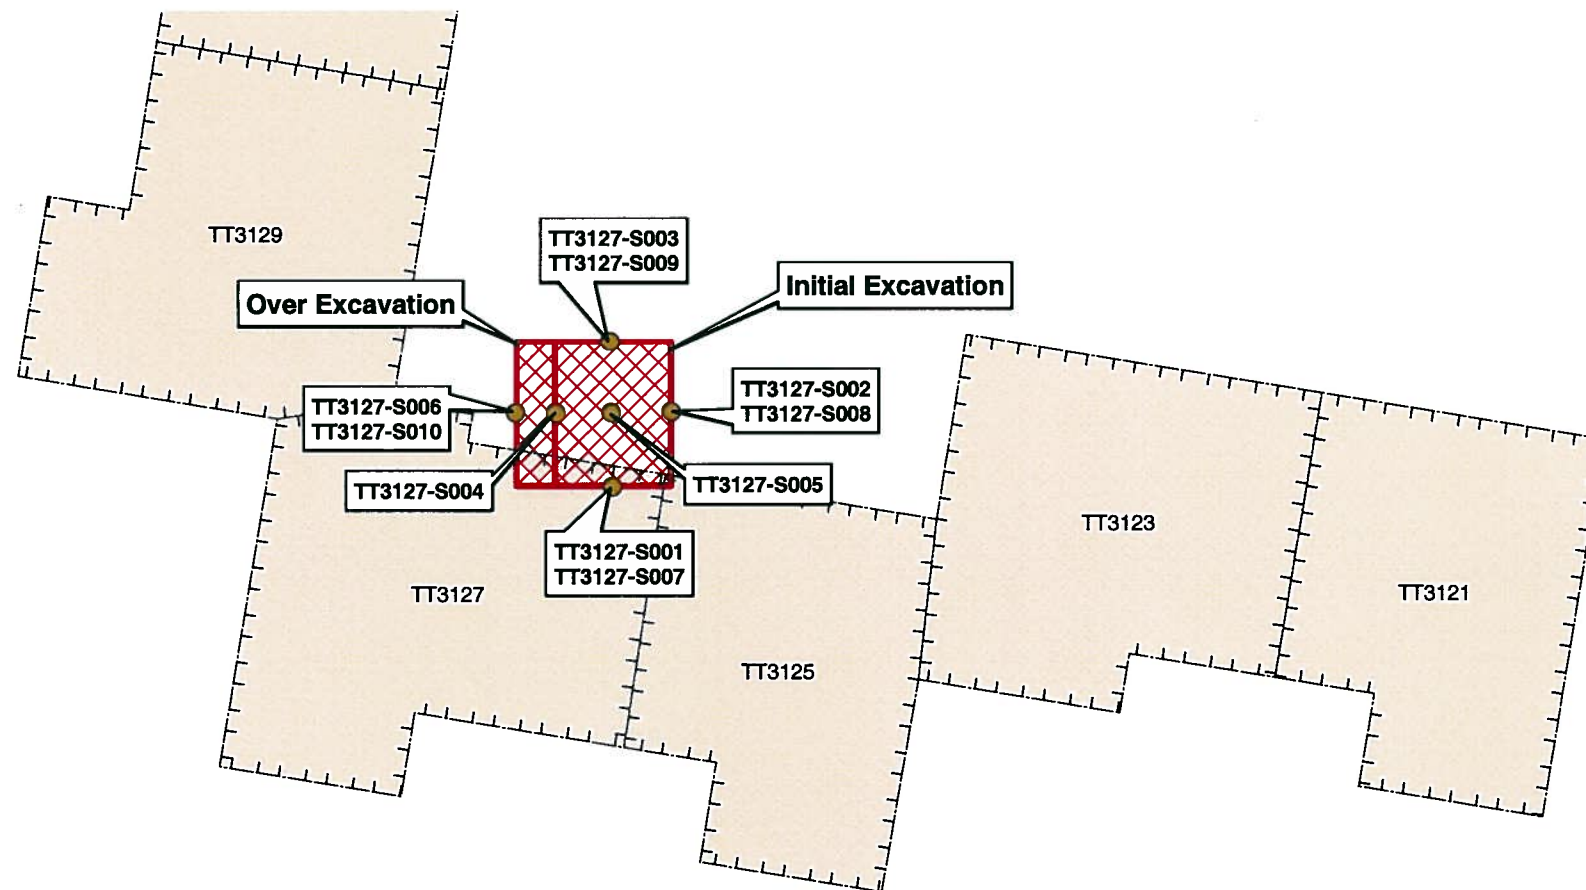 TT3129
TT3127-S003
TT3127-S009
Over Excavation
Initial Excavation
TT3127-S006
TT3127-S010
TT3127-S002
TT3127-S008
TT3127-S004
TT3127-S005
TT3127-S001
TT3127-S007
TT3127
TT3125
TT3123
TT3121